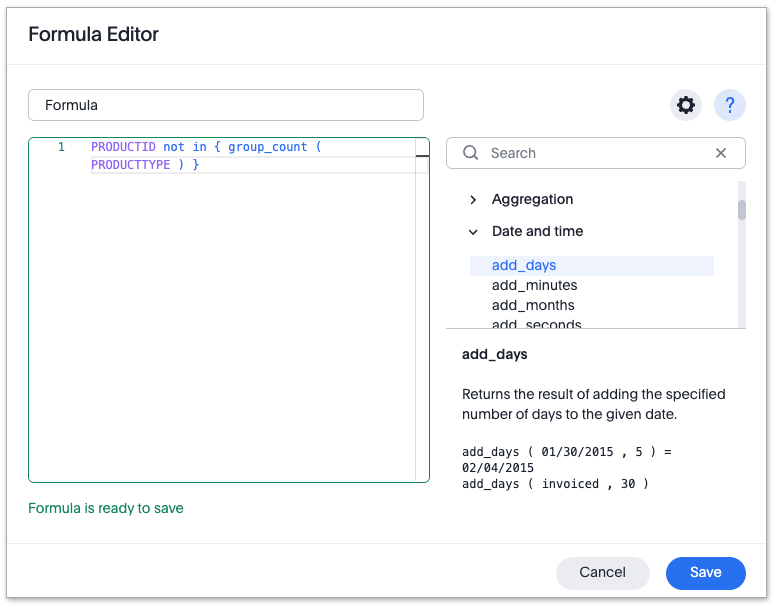 Formula Editor
Formula
?
1 PRODUCTID not in { group_count (
PRODUCTTYPE ) }
Search
Aggregation
Date and time
add_days
add_minutes
add_months
add_seconds
add_days
Returns the result of adding the specified
number of days to the given date.
add_days ( 01/30/2015 , 5 ) =
02/04/2015
add_days ( invoiced , 30 )
Formula is ready to save
Cancel
Save